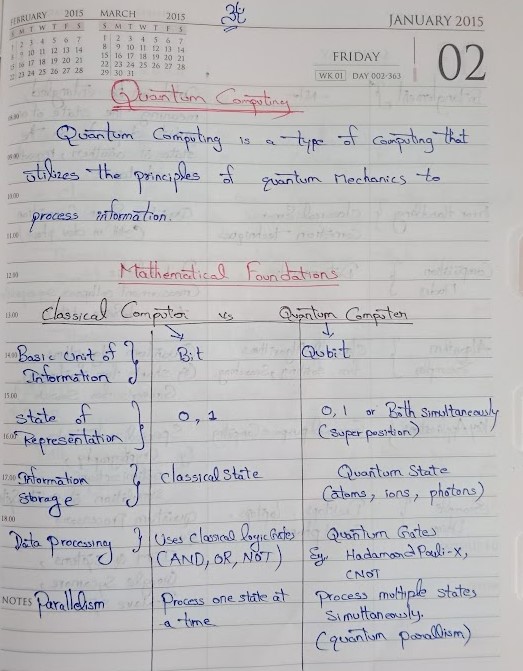 FEBRUARY 2015 MARCH 2015
ॐ
JANUARY 2015
S M T W T F S
1 2 3 4 5 6 7
8 9 10 11 12 13 14
15 16 17 18 19 20 21
22 23 24 25 26 27 28
S M T W T F S
1 2 3 4 5 6 7
8 9 10 11 12 13 14
15 16 17 18 19 20 21
22 23 24 25 26 27 28
29 30 31
FRIDAY
WK 01 DAY 002-363
02
Quantum Computing
08.00
Quantum Computing is a type of computing that
09.00
utilizes the principles of quantum Mechanics to
10.00
process information.
11.00
12.00 Mathematical Foundations
13.00 Classical Computer vs Quantum Computer
14.00 Basic Unit of Information } Bit Qubit
15.00
State of Representation } 0, 1 0, 1 or Both simultaneously
16.00 (Super position)
17.00 Information Storage } Classical State Quantum State
(atoms, ions, photons)
18.00
Data Processing } Uses Classical logic Gates Quantum Gates
(AND, OR, NOT) Eg. Hadamond Pauli-X,
CNOT
NOTES Parallelism Process one state at Process multiple states
a time Simultaneously.
(quantum parallism)